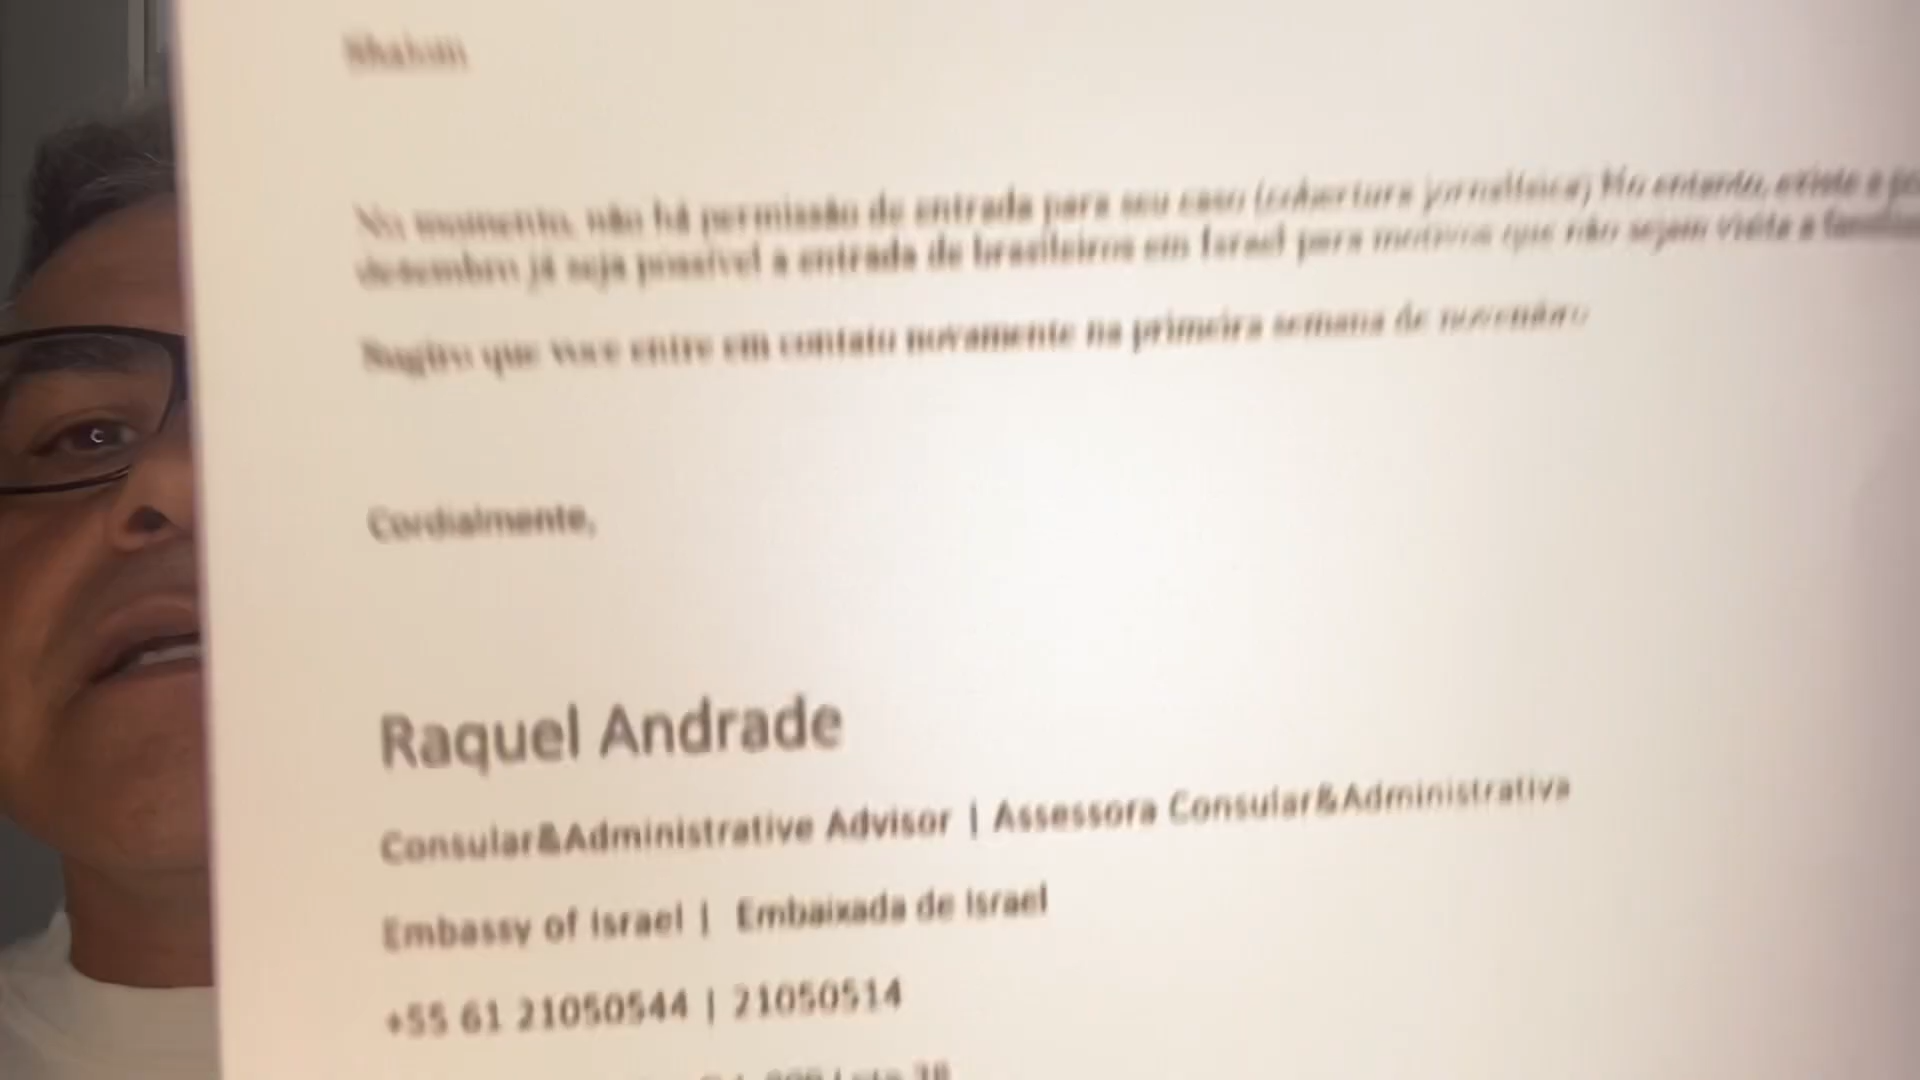 Shalom
No momento, não há permissão de entrada para seu caso (cobertura jornalística) No entanto, existe a
dezembro já seja possível a entrada de brasileiros em Israel para motivos que não sejam visita a
Sugiro que voce entre em contato novamente na primeira semana de novembro
Cordialmente,
Raquel Andrade
Consular&Administrative Advisor | Assessora Consular&Administrativa
Embassy of Israel | Embaixada de Israel
+55 61 21050544 | 21050514